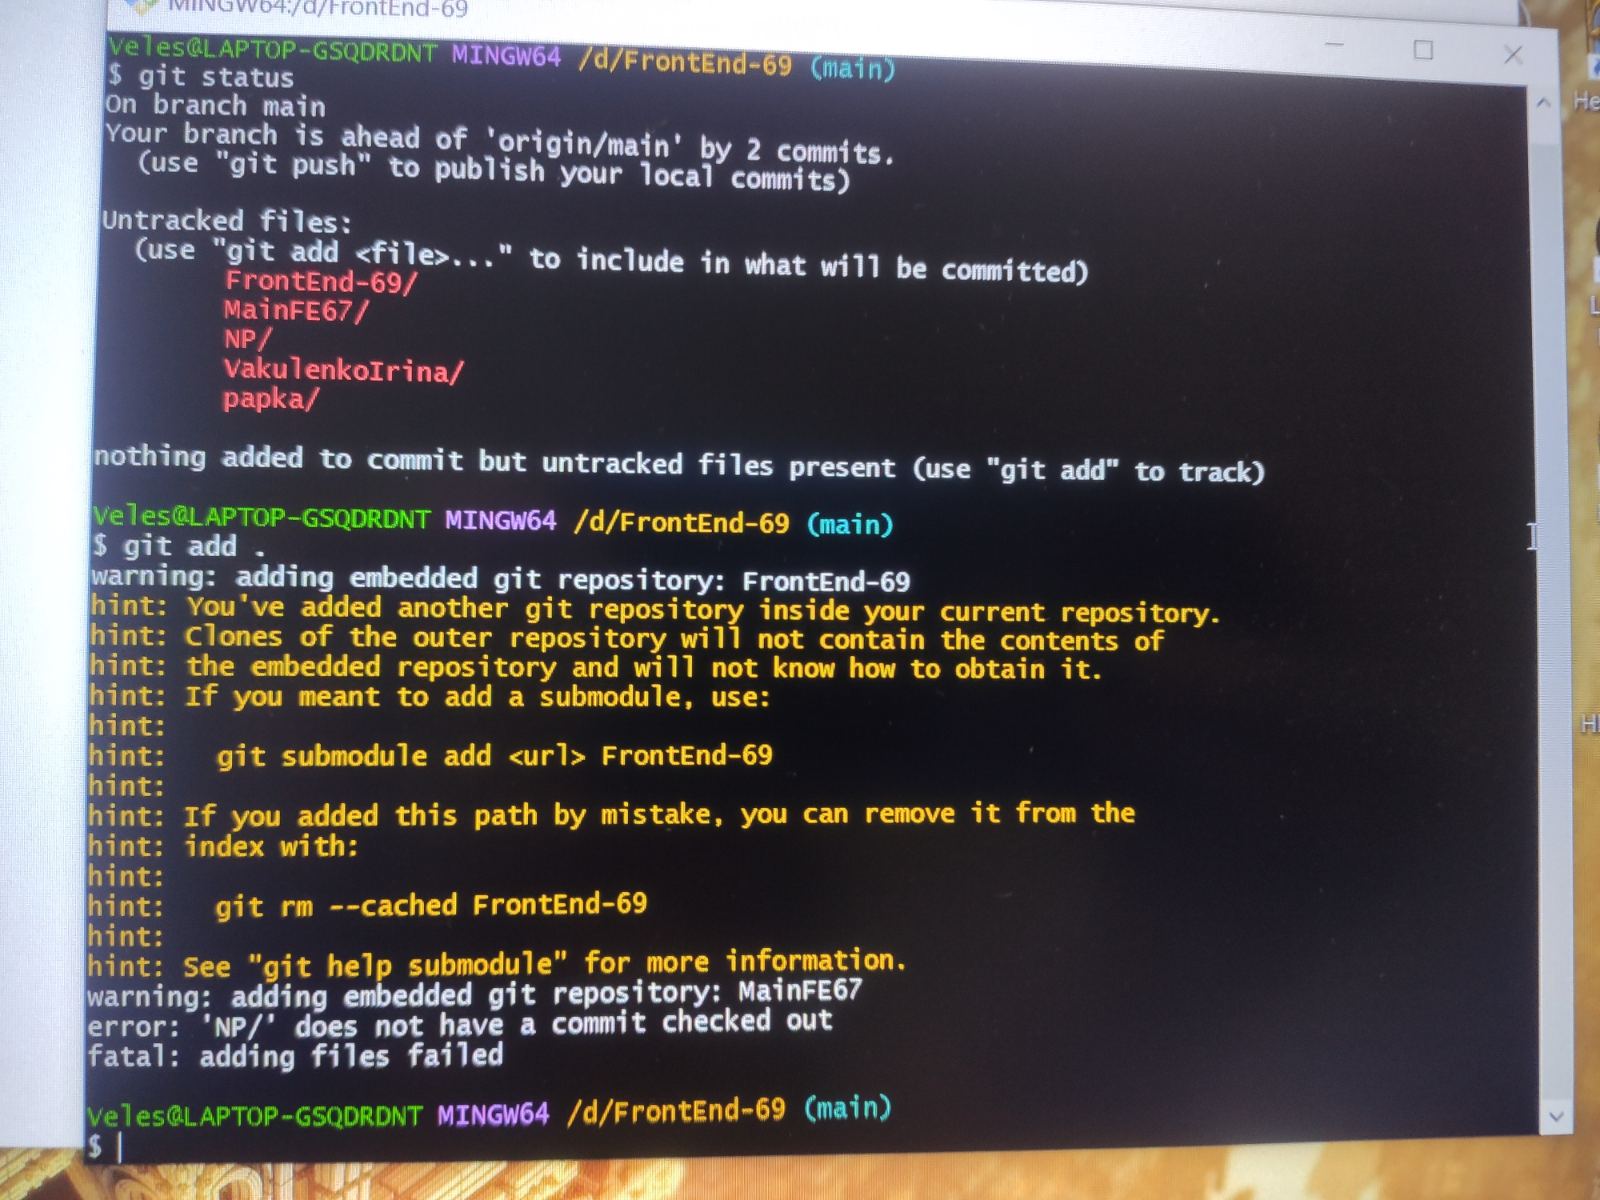 MINGW64:/d/FrontEnd-69
Veles@LAPTOP-GSQDRDNT MINGW64 /d/FrontEnd-69 (main)
$ git status
On branch main
Your branch is ahead of 'origin/main' by 2 commits.
  (use "git push" to publish your local commits)

Untracked files:
  (use "git add <file>..." to include in what will be committed)
        FrontEnd-69/
        MainFE67/
        NP/
        VakulenkoIrina/
        papka/

nothing added to commit but untracked files present (use "git add" to track)

Veles@LAPTOP-GSQDRDNT MINGW64 /d/FrontEnd-69 (main)
$ git add .
warning: adding embedded git repository: FrontEnd-69
hint: You've added another git repository inside your current repository.
hint: Clones of the outer repository will not contain the contents of
hint: the embedded repository and will not know how to obtain it.
hint: If you meant to add a submodule, use:
hint:
hint:   git submodule add <url> FrontEnd-69
hint:
hint: If you added this path by mistake, you can remove it from the
hint: index with:
hint:
hint:   git rm --cached FrontEnd-69
hint:
hint: See "git help submodule" for more information.
warning: adding embedded git repository: MainFE67
error: 'NP/' does not have a commit checked out
fatal: adding files failed

Veles@LAPTOP-GSQDRDNT MINGW64 /d/FrontEnd-69 (main)
$